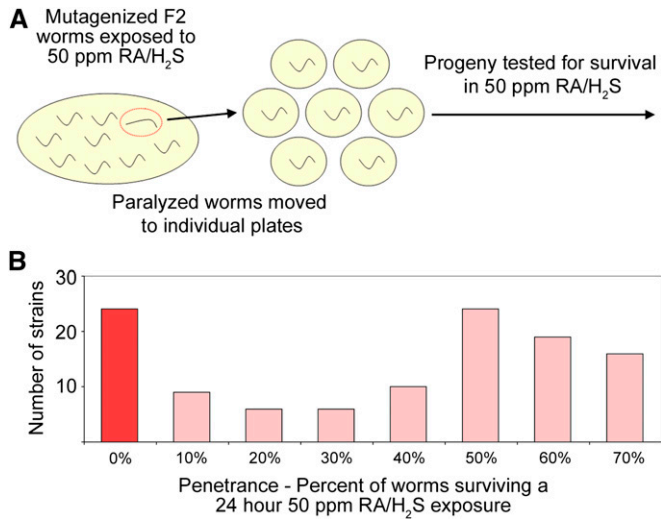 A
Mutagenized F2
worms exposed to
50 ppm RA/H₂S
Progeny tested for survival
in 50 ppm RA/H₂S
Paralyzed worms moved
to individual plates
B
Number of strains
30
20
10
0% 10% 20% 30% 40% 50% 60% 70%
Penetrance - Percent of worms surviving a
24 hour 50 ppm RA/H₂S exposure